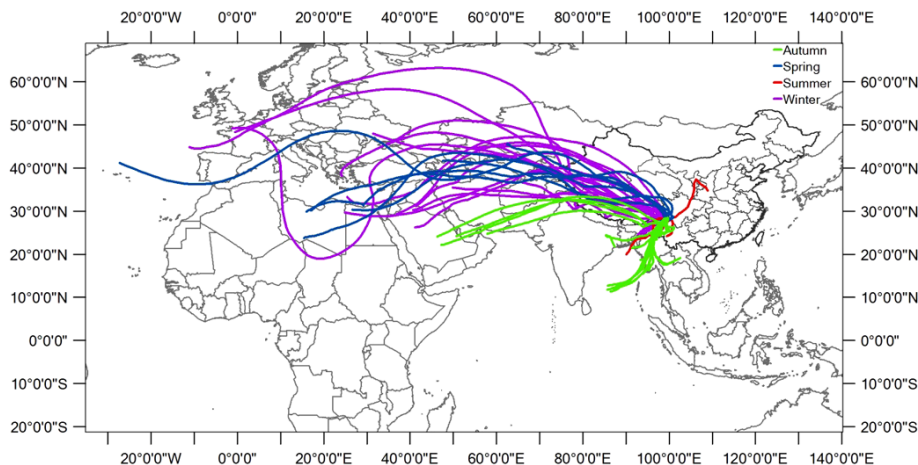 20°0'0"W 0°0'0" 20°0'0"E 40°0'0"E 60°0'0"E 80°0'0"E 100°0'0"E 120°0'0"E 140°0'0"E
Autumn
60°0'0"N Spring 60°0'0"N
Summer
50°0'0"N Winter 50°0'0"N
40°0'0"N 40°0'0"N
30°0'0"N 30°0'0"N
20°0'0"N 20°0'0"N
10°0'0"N 10°0'0"N
0°0'0" 0°0'0"
10°0'0"S 10°0'0"S
20°0'0"S 20°0'0"S
20°0'0"W 0°0'0" 20°0'0"E 40°0'0"E 60°0'0"E 80°0'0"E 100°0'0"E 120°0'0"E 140°0'0"E